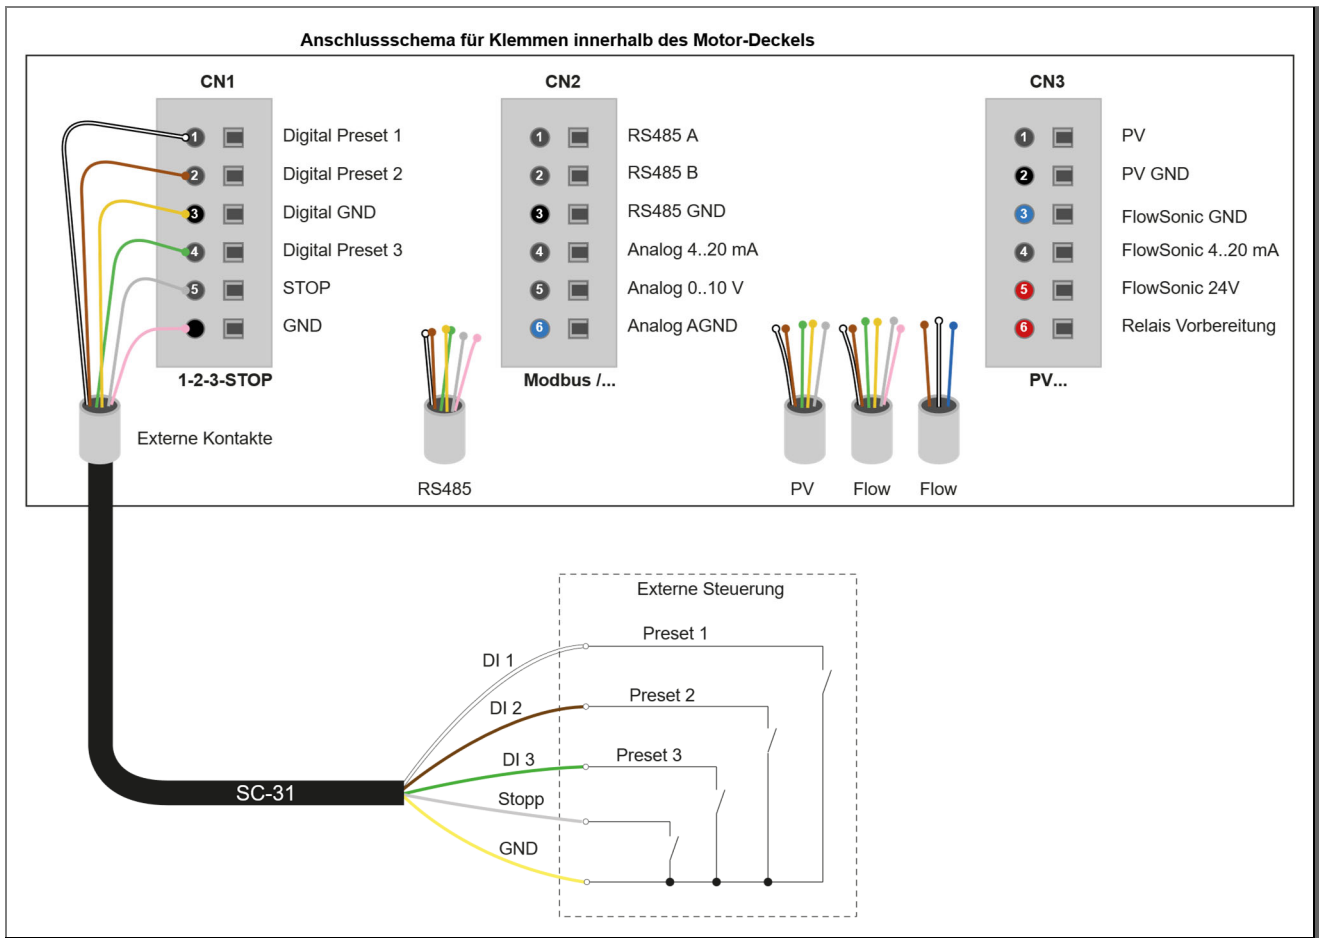 Anschlussschema für Klemmen innerhalb des Motor-Deckels
CN1
1 Digital Preset 1
2 Digital Preset 2
3 Digital GND
4 Digital Preset 3
5 STOP
GND
1-2-3-STOP
Externe Kontakte
CN2
1 RS485 A
2 RS485 B
3 RS485 GND
4 Analog 4..20 mA
5 Analog 0..10 V
6 Analog AGND
Modbus /...
RS485
CN3
1 PV
2 PV GND
3 FlowSonic GND
4 FlowSonic 4..20 mA
5 FlowSonic 24V
6 Relais Vorbereitung
PV...
PV Flow Flow
Externe Steuerung
DI 1 Preset 1
DI 2 Preset 2
DI 3 Preset 3
Stopp
GND
SC-31